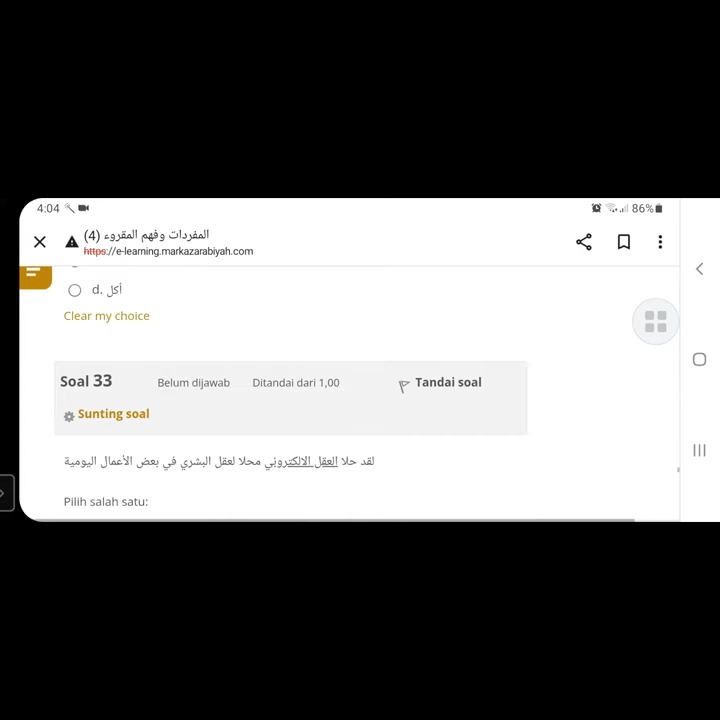 4:04 86%
المفردات وفهم المقروء (4)
https://e-learning.markazarabiyah.com
d. أكل
Clear my choice
Soal 33 Belum dijawab Ditandai dari 1,00 Tandai soal
Sunting soal
لقد حلا العقل الالكتروني محلا لعقل البشري في بعض الأعمال اليومية
Pilih salah satu: